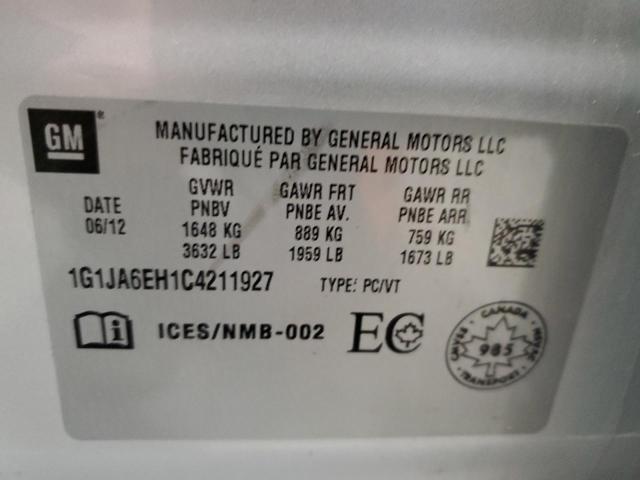 GM®
MANUFACTURED BY GENERAL MOTORS LLC
FABRIQUÉ PAR GENERAL MOTORS LLC
DATE
06/12
GVWR
PNBV
1648 KG
3632 LB
GAWR FRT
PNBE AV.
889 KG
1959 LB
GAWR RR
PNBE ARR.
759 KG
1673 LB
1G1JA6EH1C4211927 TYPE: PC/VT
i ICES/NMB-002 EC
CANADA
CMVSS NSVAC
985
TRANSPORT